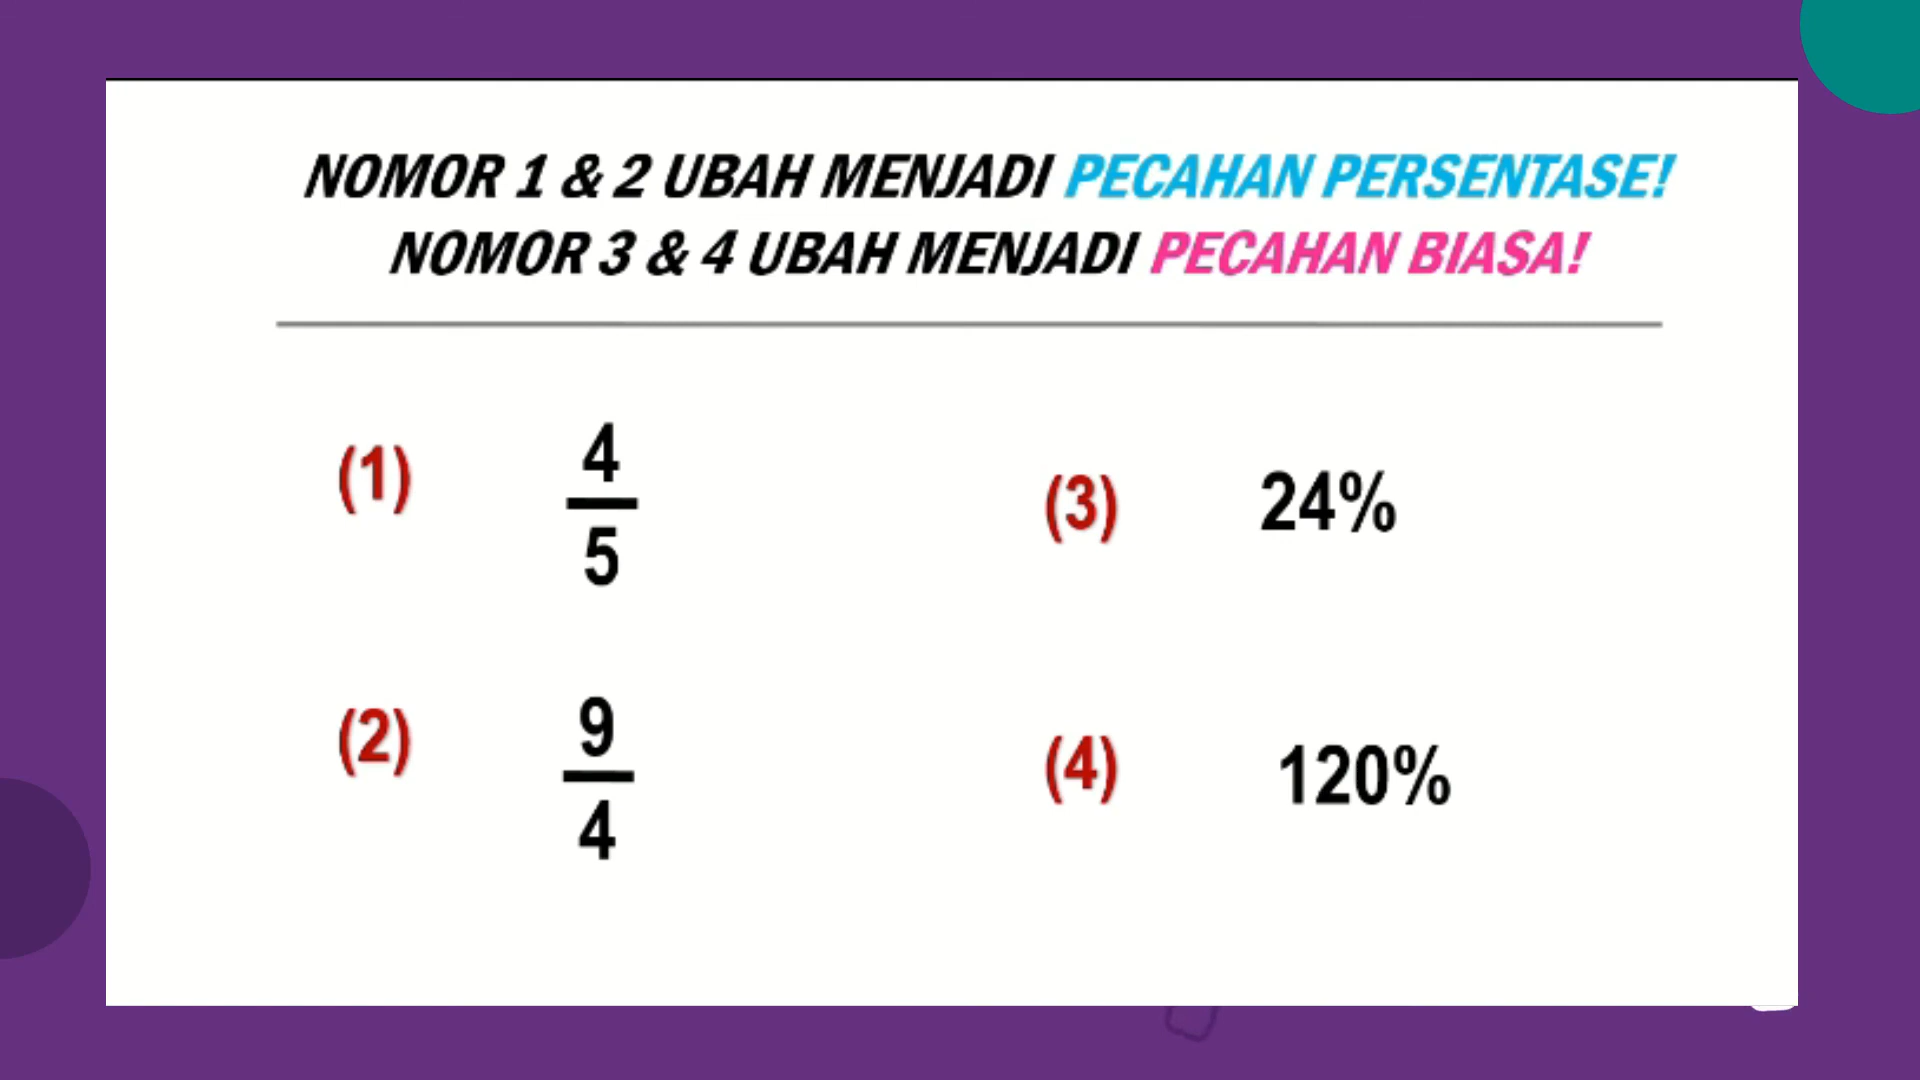 NOMOR 1 & 2 UBAH MENJADI PECAHAN PERSENTASE!
NOMOR 3 & 4 UBAH MENJADI PECAHAN BIASA!
(1) 4/5
(3) 24%
(2) 9/4
(4) 120%